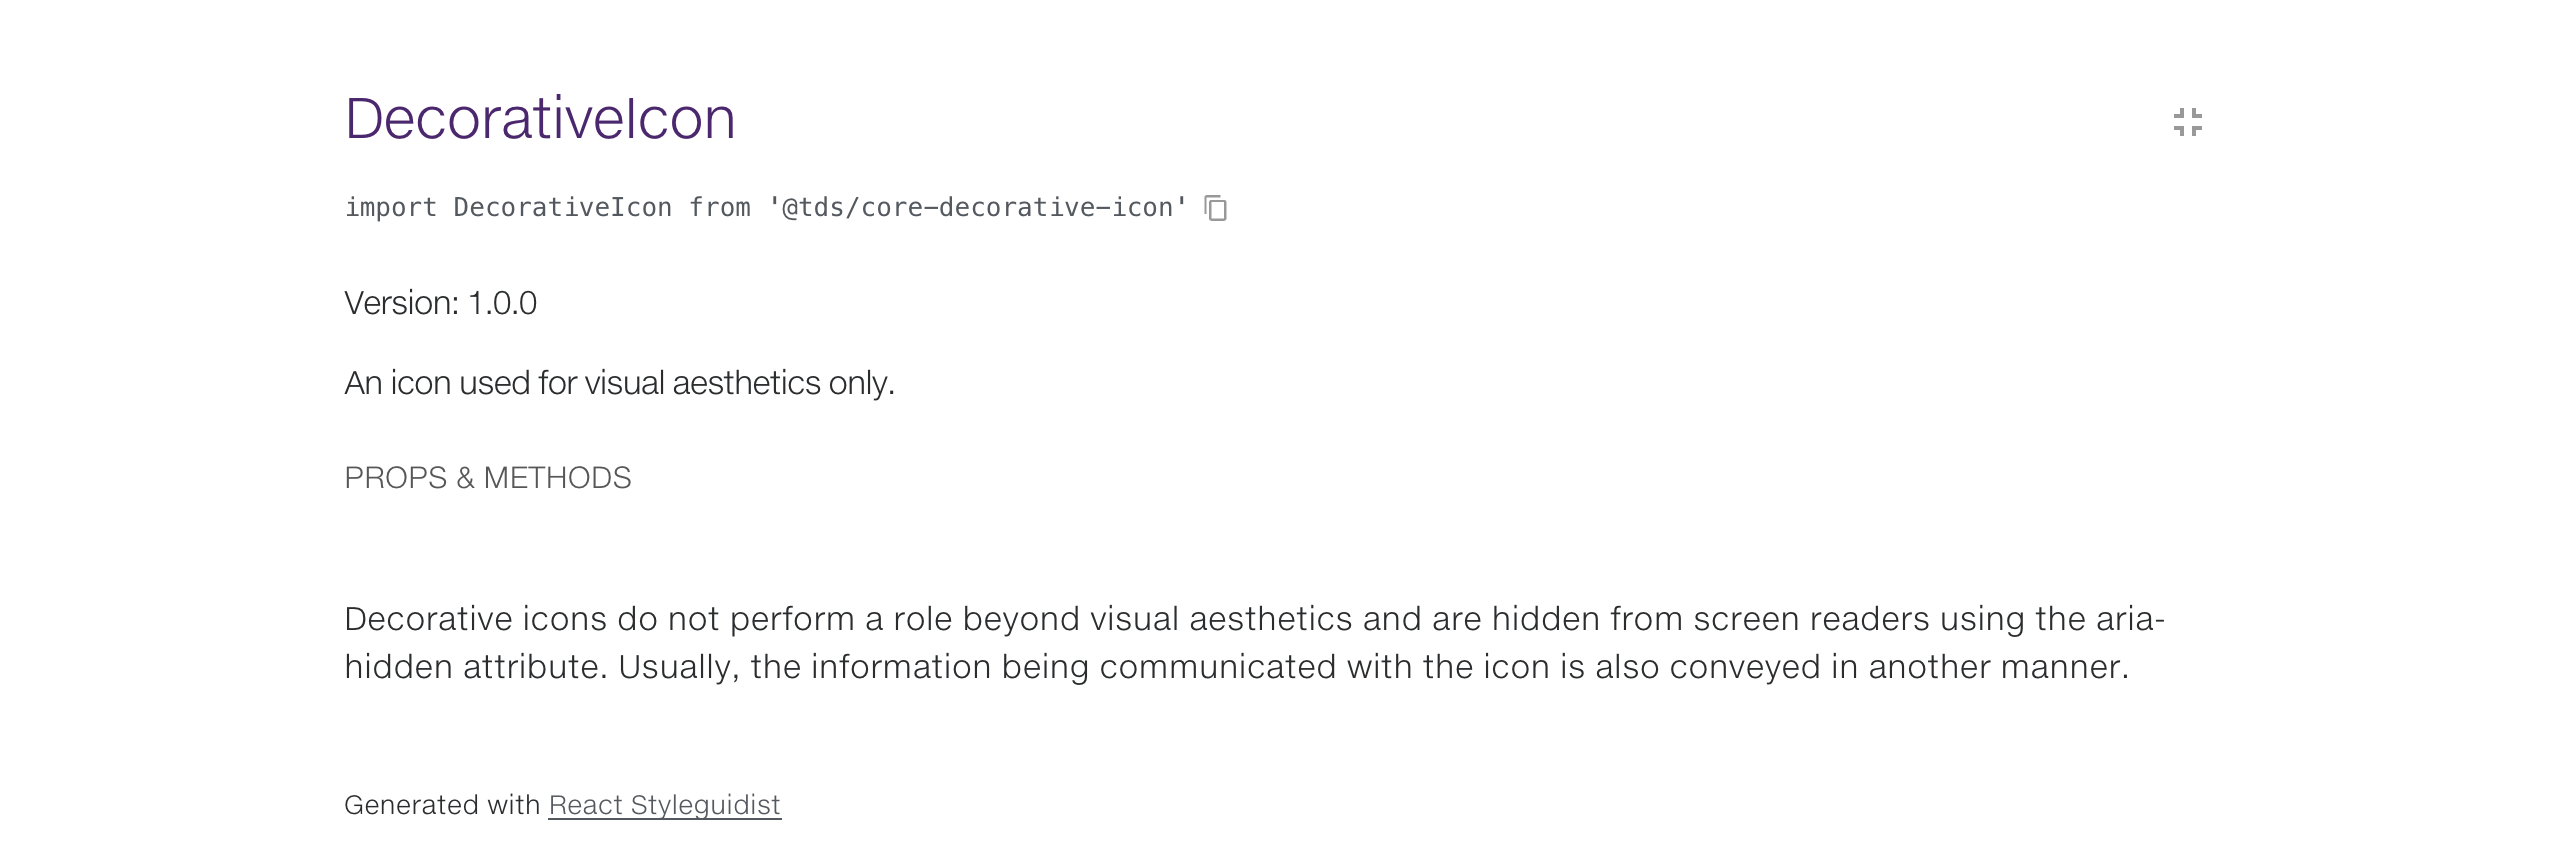 DecorativeIcon
import DecorativeIcon from '@tds/core-decorative-icon'
Version: 1.0.0
An icon used for visual aesthetics only.
PROPS & METHODS
Decorative icons do not perform a role beyond visual aesthetics and are hidden from screen readers using the aria-
hidden attribute. Usually, the information being communicated with the icon is also conveyed in another manner.
Generated with React Styleguidist